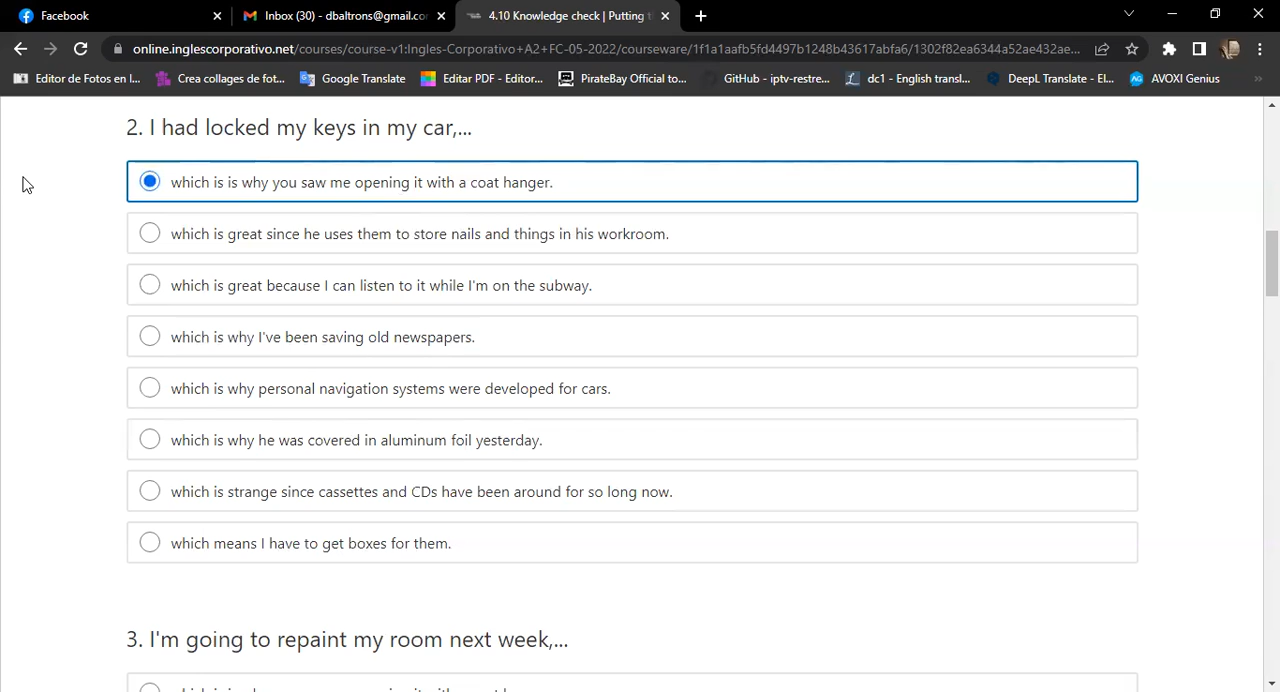 Facebook
Inbox (30) - dbaltrons@gmail.co
4.10 Knowledge check | Putting t
online.inglescorporativo.net/courses/course-v1:Ingles-Corporativo+A2+FC-05-2022/courseware/1f1a1aafb5fd4497b1248b43617abfa6/1302f82ea6344a52ae432ae...
Editor de Fotos en l...
Crea collages de fot...
Google Translate
Editar PDF - Editor...
PirateBay Official to...
GitHub - iptv-restre...
dc1 - English transl...
DeepL Translate - El...
AVOXI Genius
2. I had locked my keys in my car,...
which is is why you saw me opening it with a coat hanger.
which is great since he uses them to store nails and things in his workroom.
which is great because I can listen to it while I'm on the subway.
which is why I've been saving old newspapers.
which is why personal navigation systems were developed for cars.
which is why he was covered in aluminum foil yesterday.
which is strange since cassettes and CDs have been around for so long now.
which means I have to get boxes for them.
3. I'm going to repaint my room next week,...